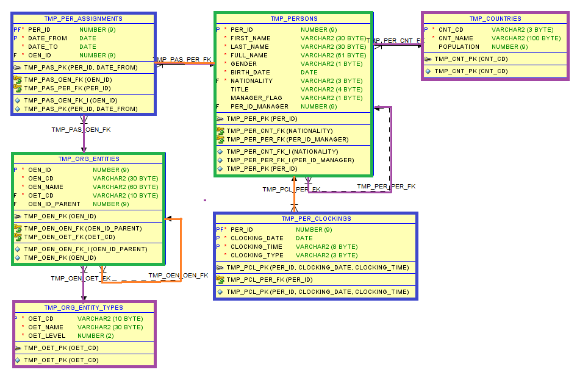 TMP_PER_ASSIGNMENTS
PF* PER_ID NUMBER (9)
P * DATE_FROM DATE
* DATE_TO DATE
F * OEN_ID NUMBER (9)
TMP_PAS_PK (PER_ID, DATE_FROM)
TMP_PAS_OEN_FK (OEN_ID)
TMP_PAS_PER_FK (PER_ID)
TMP_PAS_OEN_FK_I (OEN_ID)
TMP_PAS_PK (PER_ID, DATE_FROM)
TMP_PAS_PER_FK
TMP_PERSONS
P * PER_ID NUMBER (9)
* FIRST_NAME VARCHAR2 (30 BYTE)
* LAST_NAME VARCHAR2 (30 BYTE)
* FULL_NAME VARCHAR2 (61 BYTE)
* GENDER VARCHAR2 (1 BYTE)
* BIRTH_DATE DATE
F * NATIONALITY VARCHAR2 (3 BYTE)
TITLE VARCHAR2 (4 BYTE)
MANAGER_FLAG VARCHAR2 (1 BYTE)
F PER_ID_MANAGER NUMBER (9)
TMP_PER_PK (PER_ID)
TMP_PER_CNT_FK (NATIONALITY)
TMP_PER_PER_FK (PER_ID_MANAGER)
TMP_PER_CNT_FK_I (NATIONALITY)
TMP_PER_PER_FK_I (PER_ID_MANAGER)
TMP_PER_PK (PER_ID)
TMP_PER_CNT_F
TMP_COUNTRIES
P * CNT_CD VARCHAR2 (3 BYTE)
* CNT_NAME VARCHAR2 (100 BYTE)
POPULATION NUMBER (9)
TMP_CNT_PK (CNT_CD)
TMP_CNT_PK (CNT_CD)
TMP_PAS_OEN_FK
TMP_ORG_ENTITIES
P * OEN_ID NUMBER (9)
* OEN_CD VARCHAR2 (30 BYTE)
* OEN_NAME VARCHAR2 (60 BYTE)
F * OET_CD VARCHAR2 (10 BYTE)
F OEN_ID_PARENT NUMBER (9)
TMP_OEN_PK (OEN_ID)
TMP_OEN_OEN_FK (OEN_ID_PARENT)
TMP_OEN_OET_FK (OET_CD)
TMP_OEN_OEN_FK_I (OEN_ID_PARENT)
TMP_OEN_PK (OEN_ID)
TMP_PCL_PER_FK
TMP_PER_PER_FK
TMP_PER_CLOCKINGS
PF* PER_ID NUMBER (9)
P * CLOCKING_DATE DATE
P * CLOCKING_TIME VARCHAR2 (8 BYTE)
* CLOCKING_TYPE VARCHAR2 (3 BYTE)
TMP_PCL_PK (PER_ID, CLOCKING_DATE, CLOCKING_TIME)
TMP_PCL_PER_FK (PER_ID)
TMP_PCL_PK (PER_ID, CLOCKING_DATE, CLOCKING_TIME)
TMP_OEN_OET_FK
TMP_OEN_OEN_FK
TMP_ORG_ENTITY_TYPES
P * OET_CD VARCHAR2 (10 BYTE)
* OET_NAME VARCHAR2 (30 BYTE)
* OET_LEVEL NUMBER (2)
TMP_OET_PK (OET_CD)
TMP_OET_PK (OET_CD)